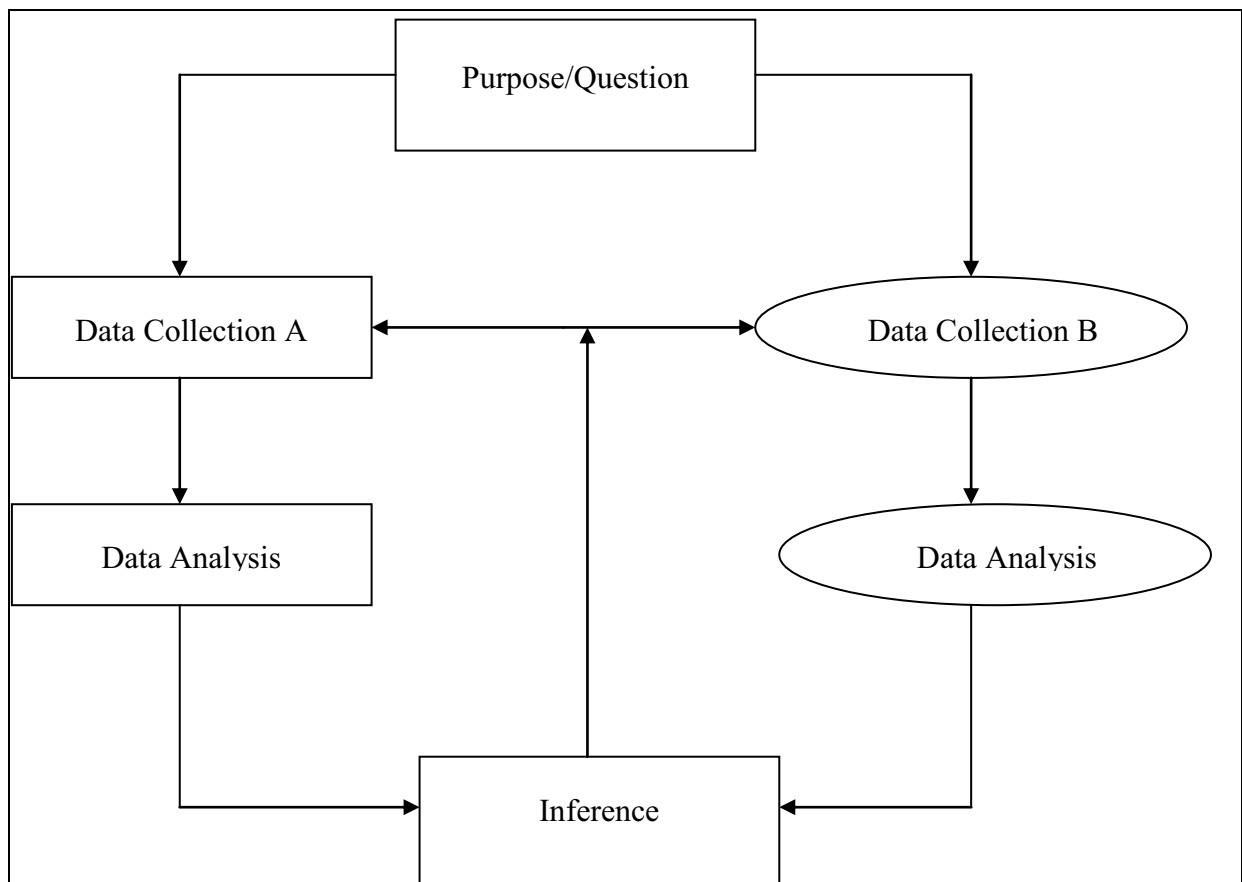 Purpose/Question
Data Collection A
Data Collection B
Data Analysis
Data Analysis
Inference